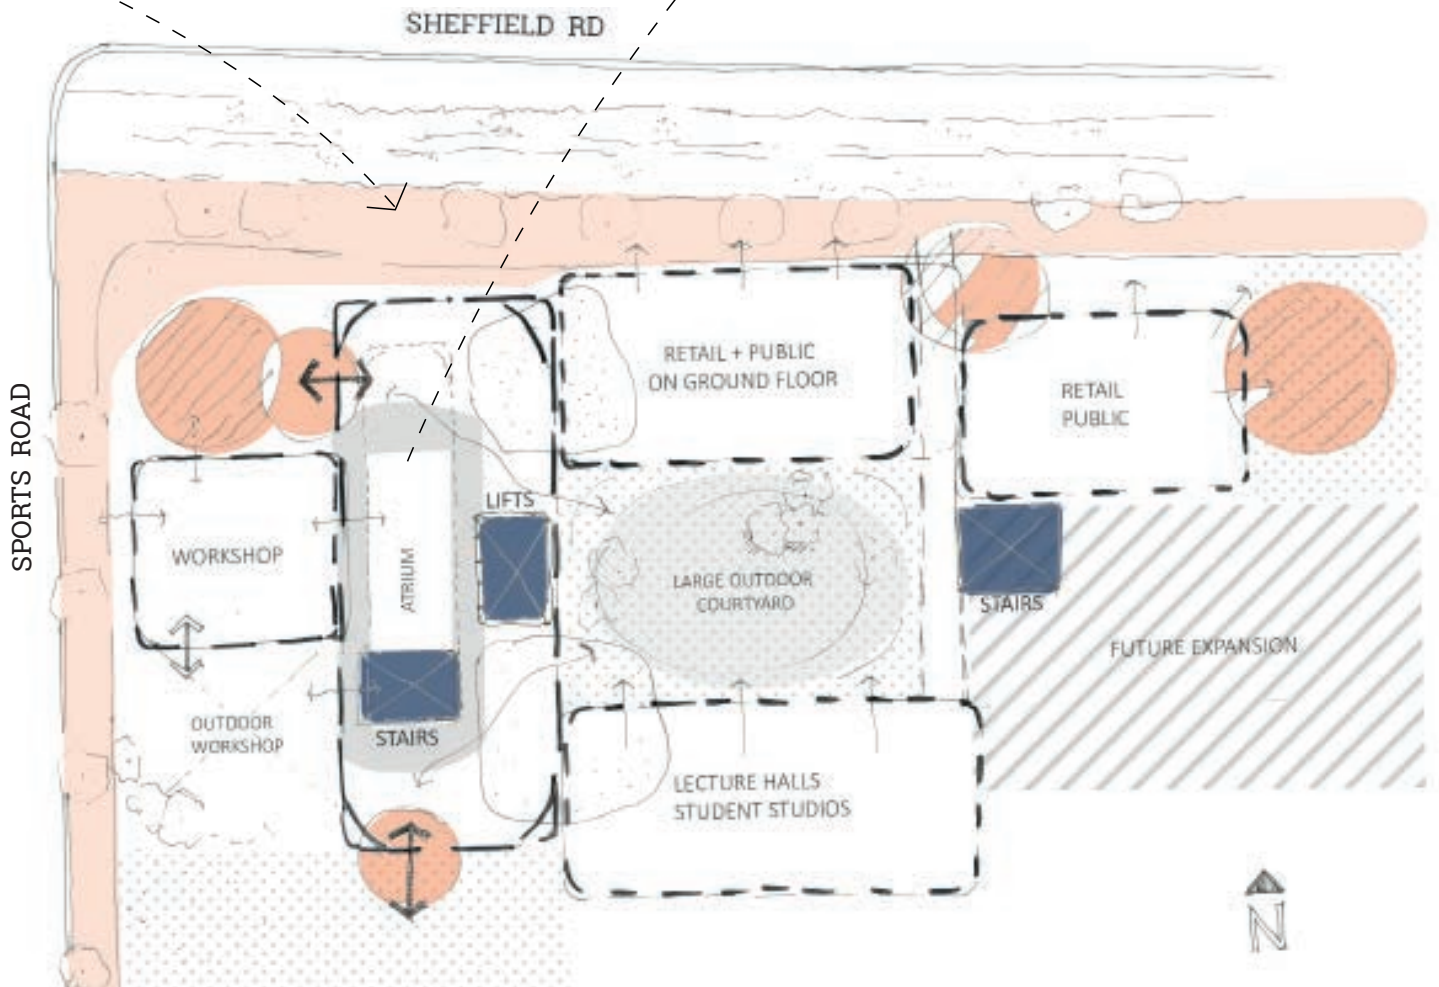 SHEFFIELD RD
SPORTS ROAD
RETAIL + PUBLIC
ON GROUND FLOOR
RETAIL
PUBLIC
LIFTS
WORKSHOP
ATRIUM
LARGE OUTDOOR
COURTYARD
STAIRS
FUTURE EXPANSION
OUTDOOR
WORKSHOP
STAIRS
LECTURE HALLS
STUDENT STUDIOS
N